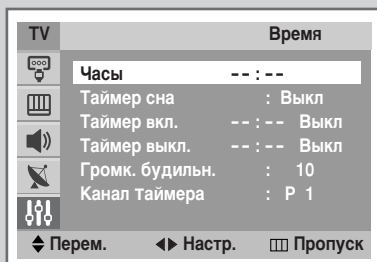 TV Время
Часы --:--
Таймер сна : Выкл
Таймер вкл. --:-- Выкл
Таймер выкл. --:-- Выкл
Громк. будильн. : 10
Канал таймера : P 1
Перем. Настр. Пропуск